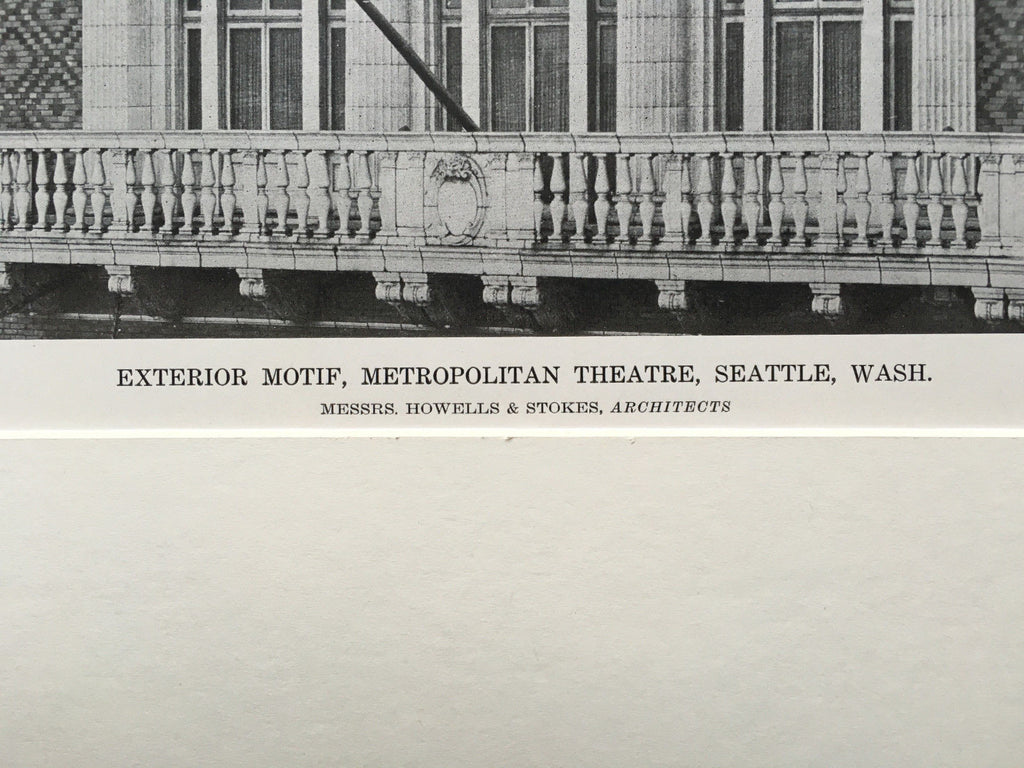 EXTERIOR MOTIF, METROPOLITAN THEATRE, SEATTLE, WASH.
MESSRS. HOWELLS & STOKES, ARCHITECTS